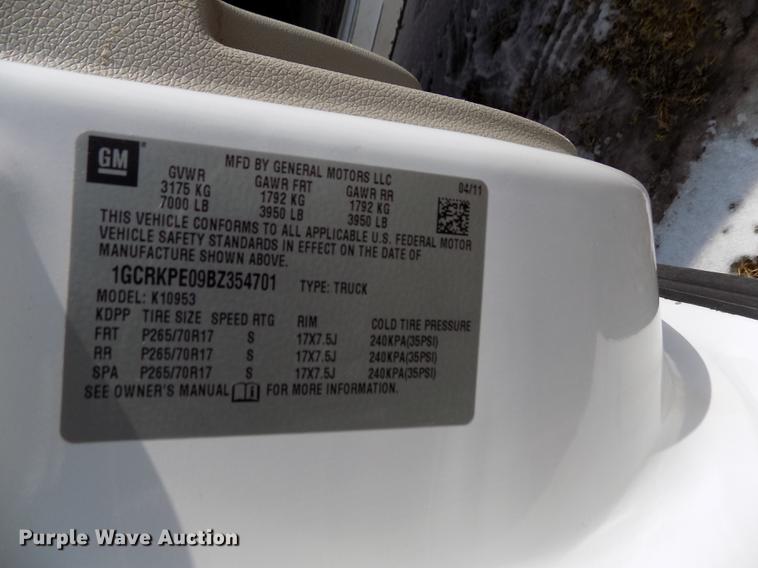 GM
MFD BY GENERAL MOTORS LLC
04/11
GVWR GAWR FRT GAWR RR
3175 KG 1792 KG 1792 KG
7000 LB 3950 LB 3950 LB
THIS VEHICLE CONFORMS TO ALL APPLICABLE U.S. FEDERAL MOTOR
VEHICLE SAFETY STANDARDS IN EFFECT ON THE DATE OF
MANUFACTURE SHOWN ABOVE.
1GCRKPE09BZ354701 TYPE: TRUCK
MODEL: K10953
KDPP TIRE SIZE SPEED RTG RIM COLD TIRE PRESSURE
FRT P265/70R17 S 17X7.5J 240KPA(35PSI)
RR P265/70R17 S 17X7.5J 240KPA(35PSI)
SPA P265/70R17 S 17X7.5J 240KPA(35PSI)
SEE OWNER'S MANUAL FOR MORE INFORMATION.
Purple Wave Auction